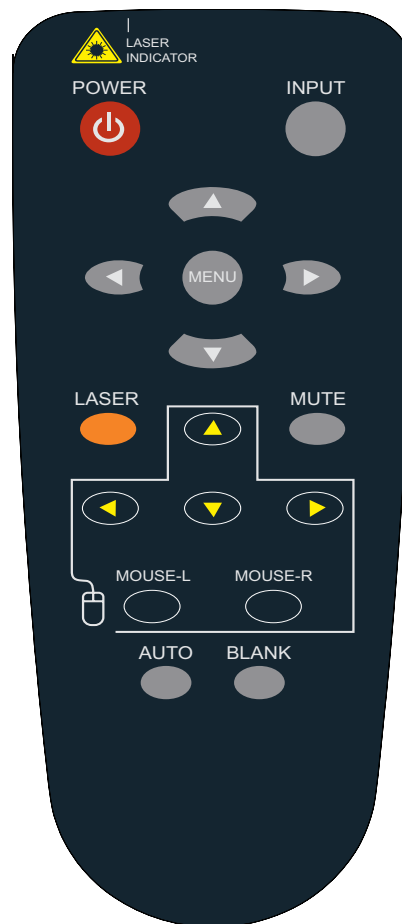 LASER
INDICATOR
POWER
INPUT
MENU
LASER
MUTE
MOUSE-L
MOUSE-R
AUTO
BLANK